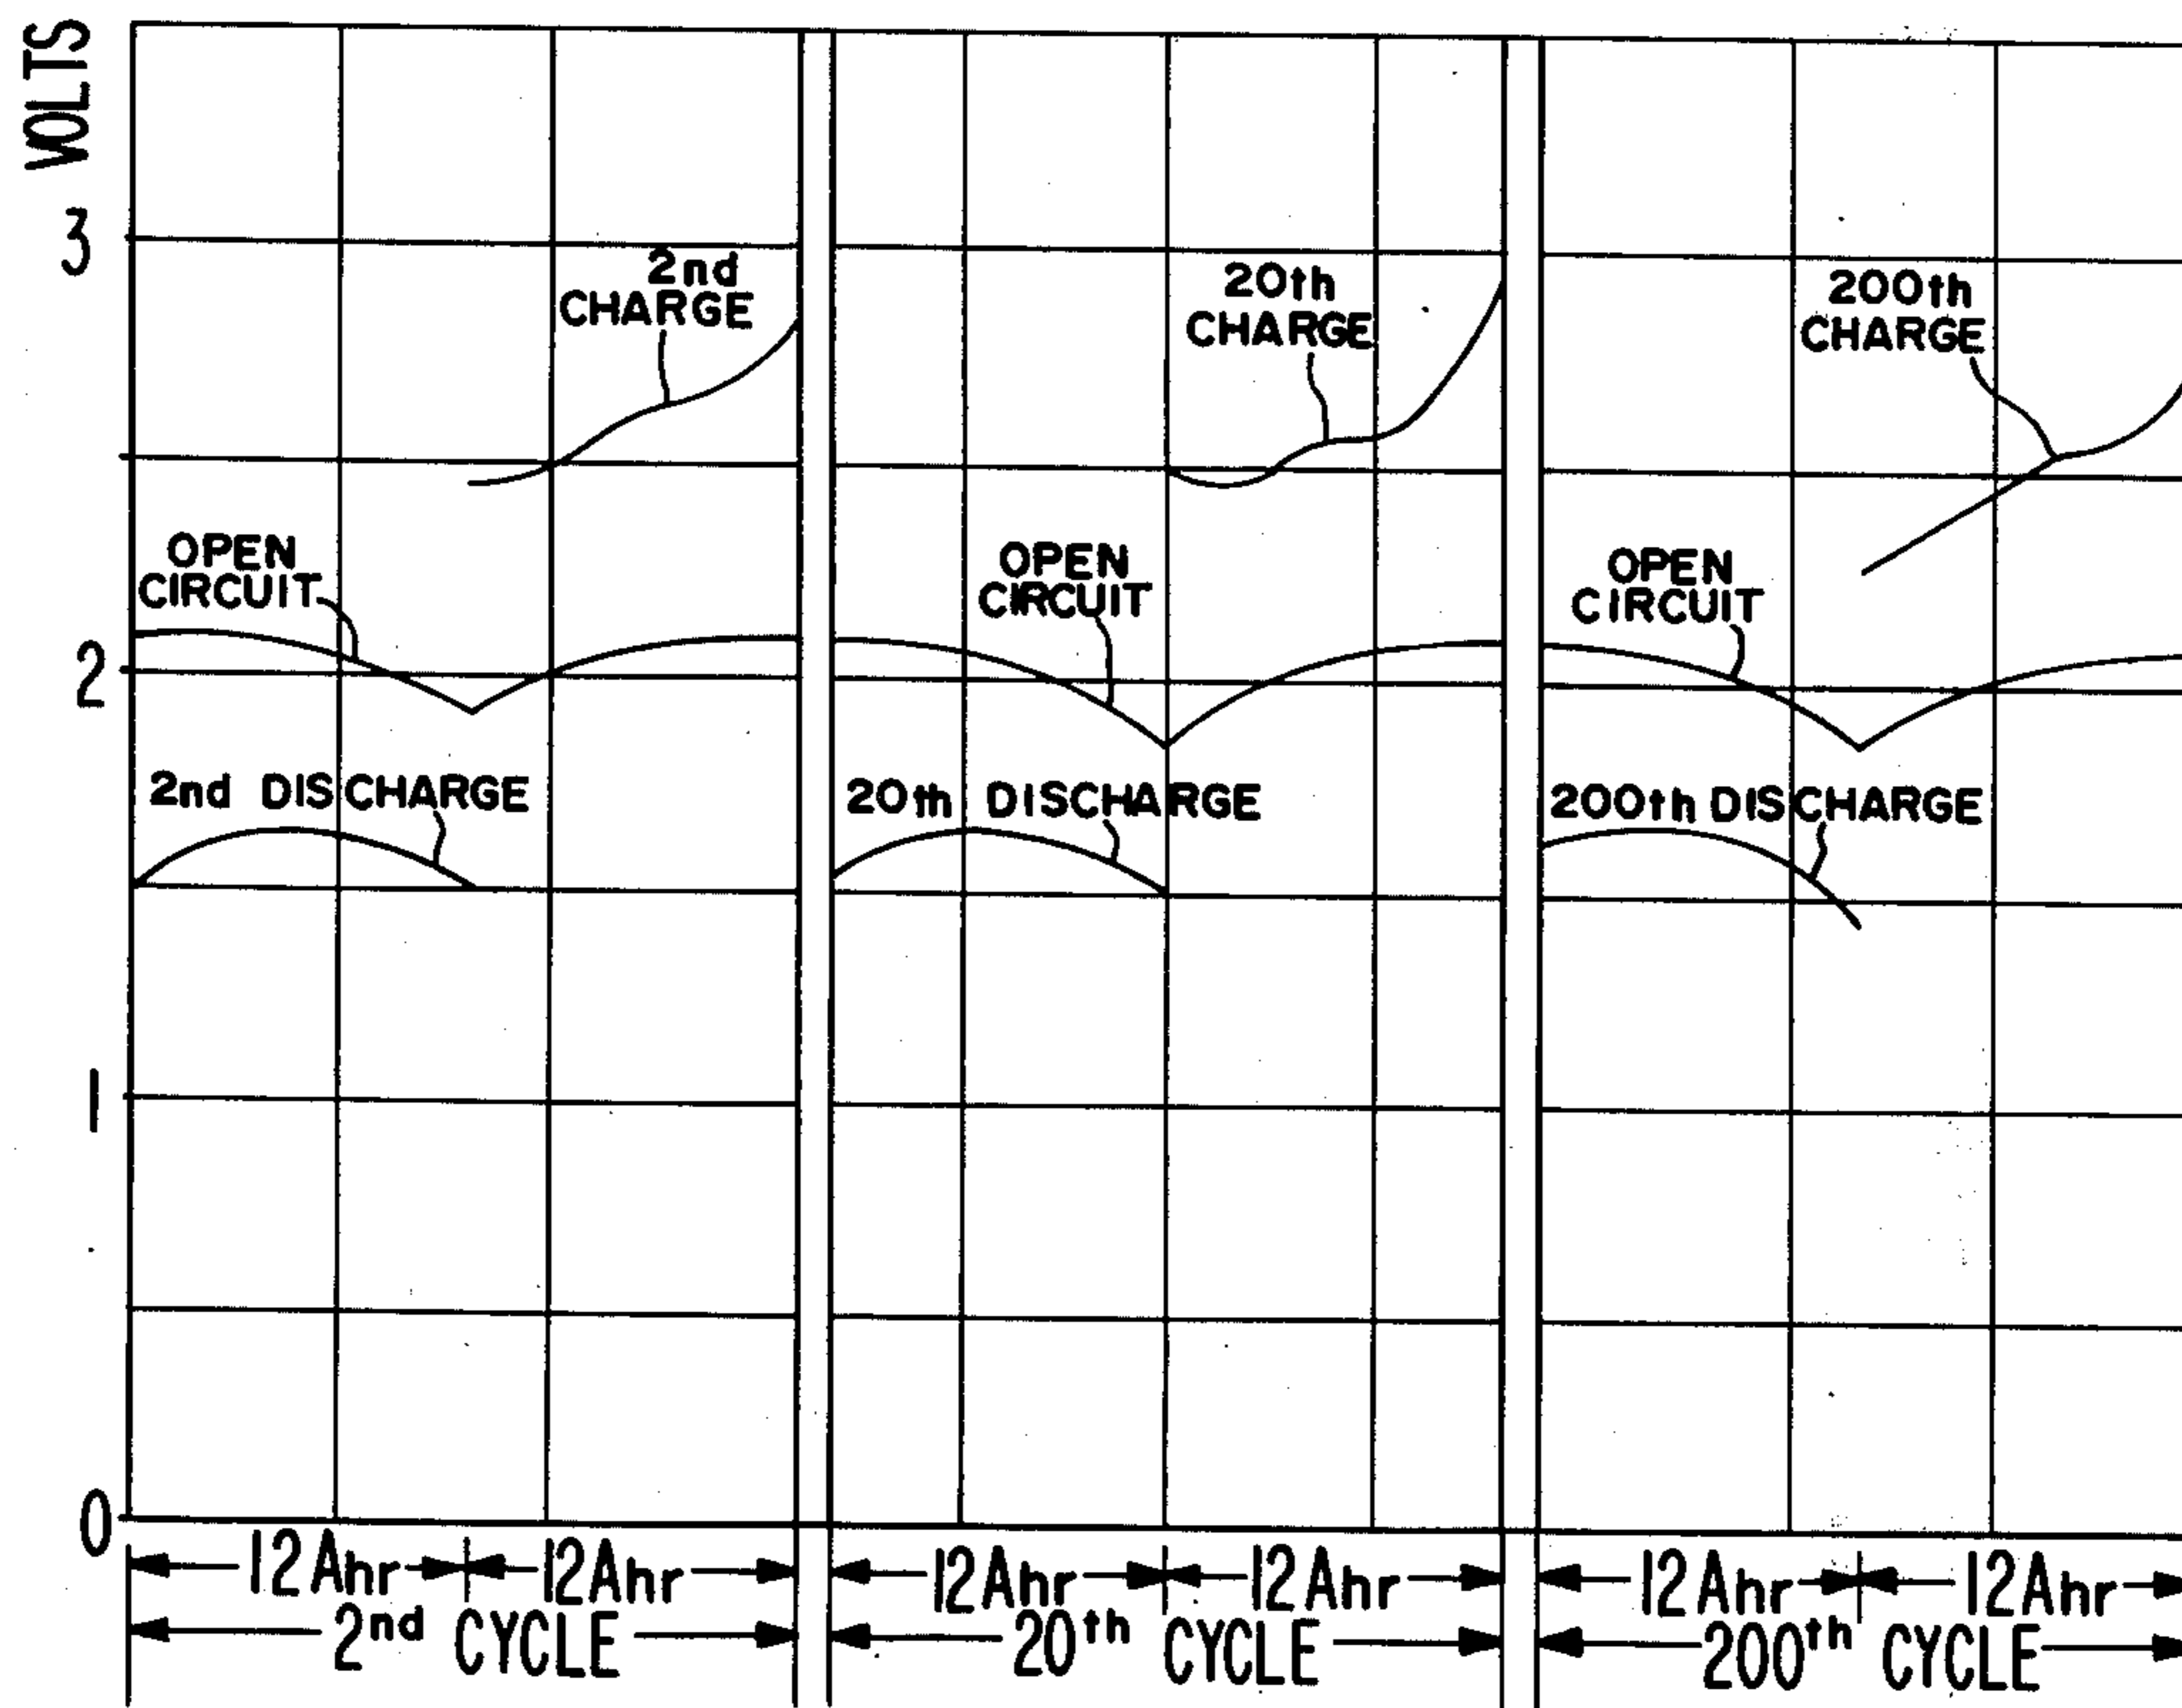 VOLTS
3
2
1
0
2nd
CHARGE
OPEN
CIRCUIT
2nd DISCHARGE
20th
CHARGE
OPEN
CIRCUIT
20th DISCHARGE
200th
CHARGE
OPEN
CIRCUIT
200th DISCHARGE
12Ahr 12Ahr 12Ahr 12Ahr 12Ahr 12Ahr
2nd CYCLE 20th CYCLE 200th CYCLE